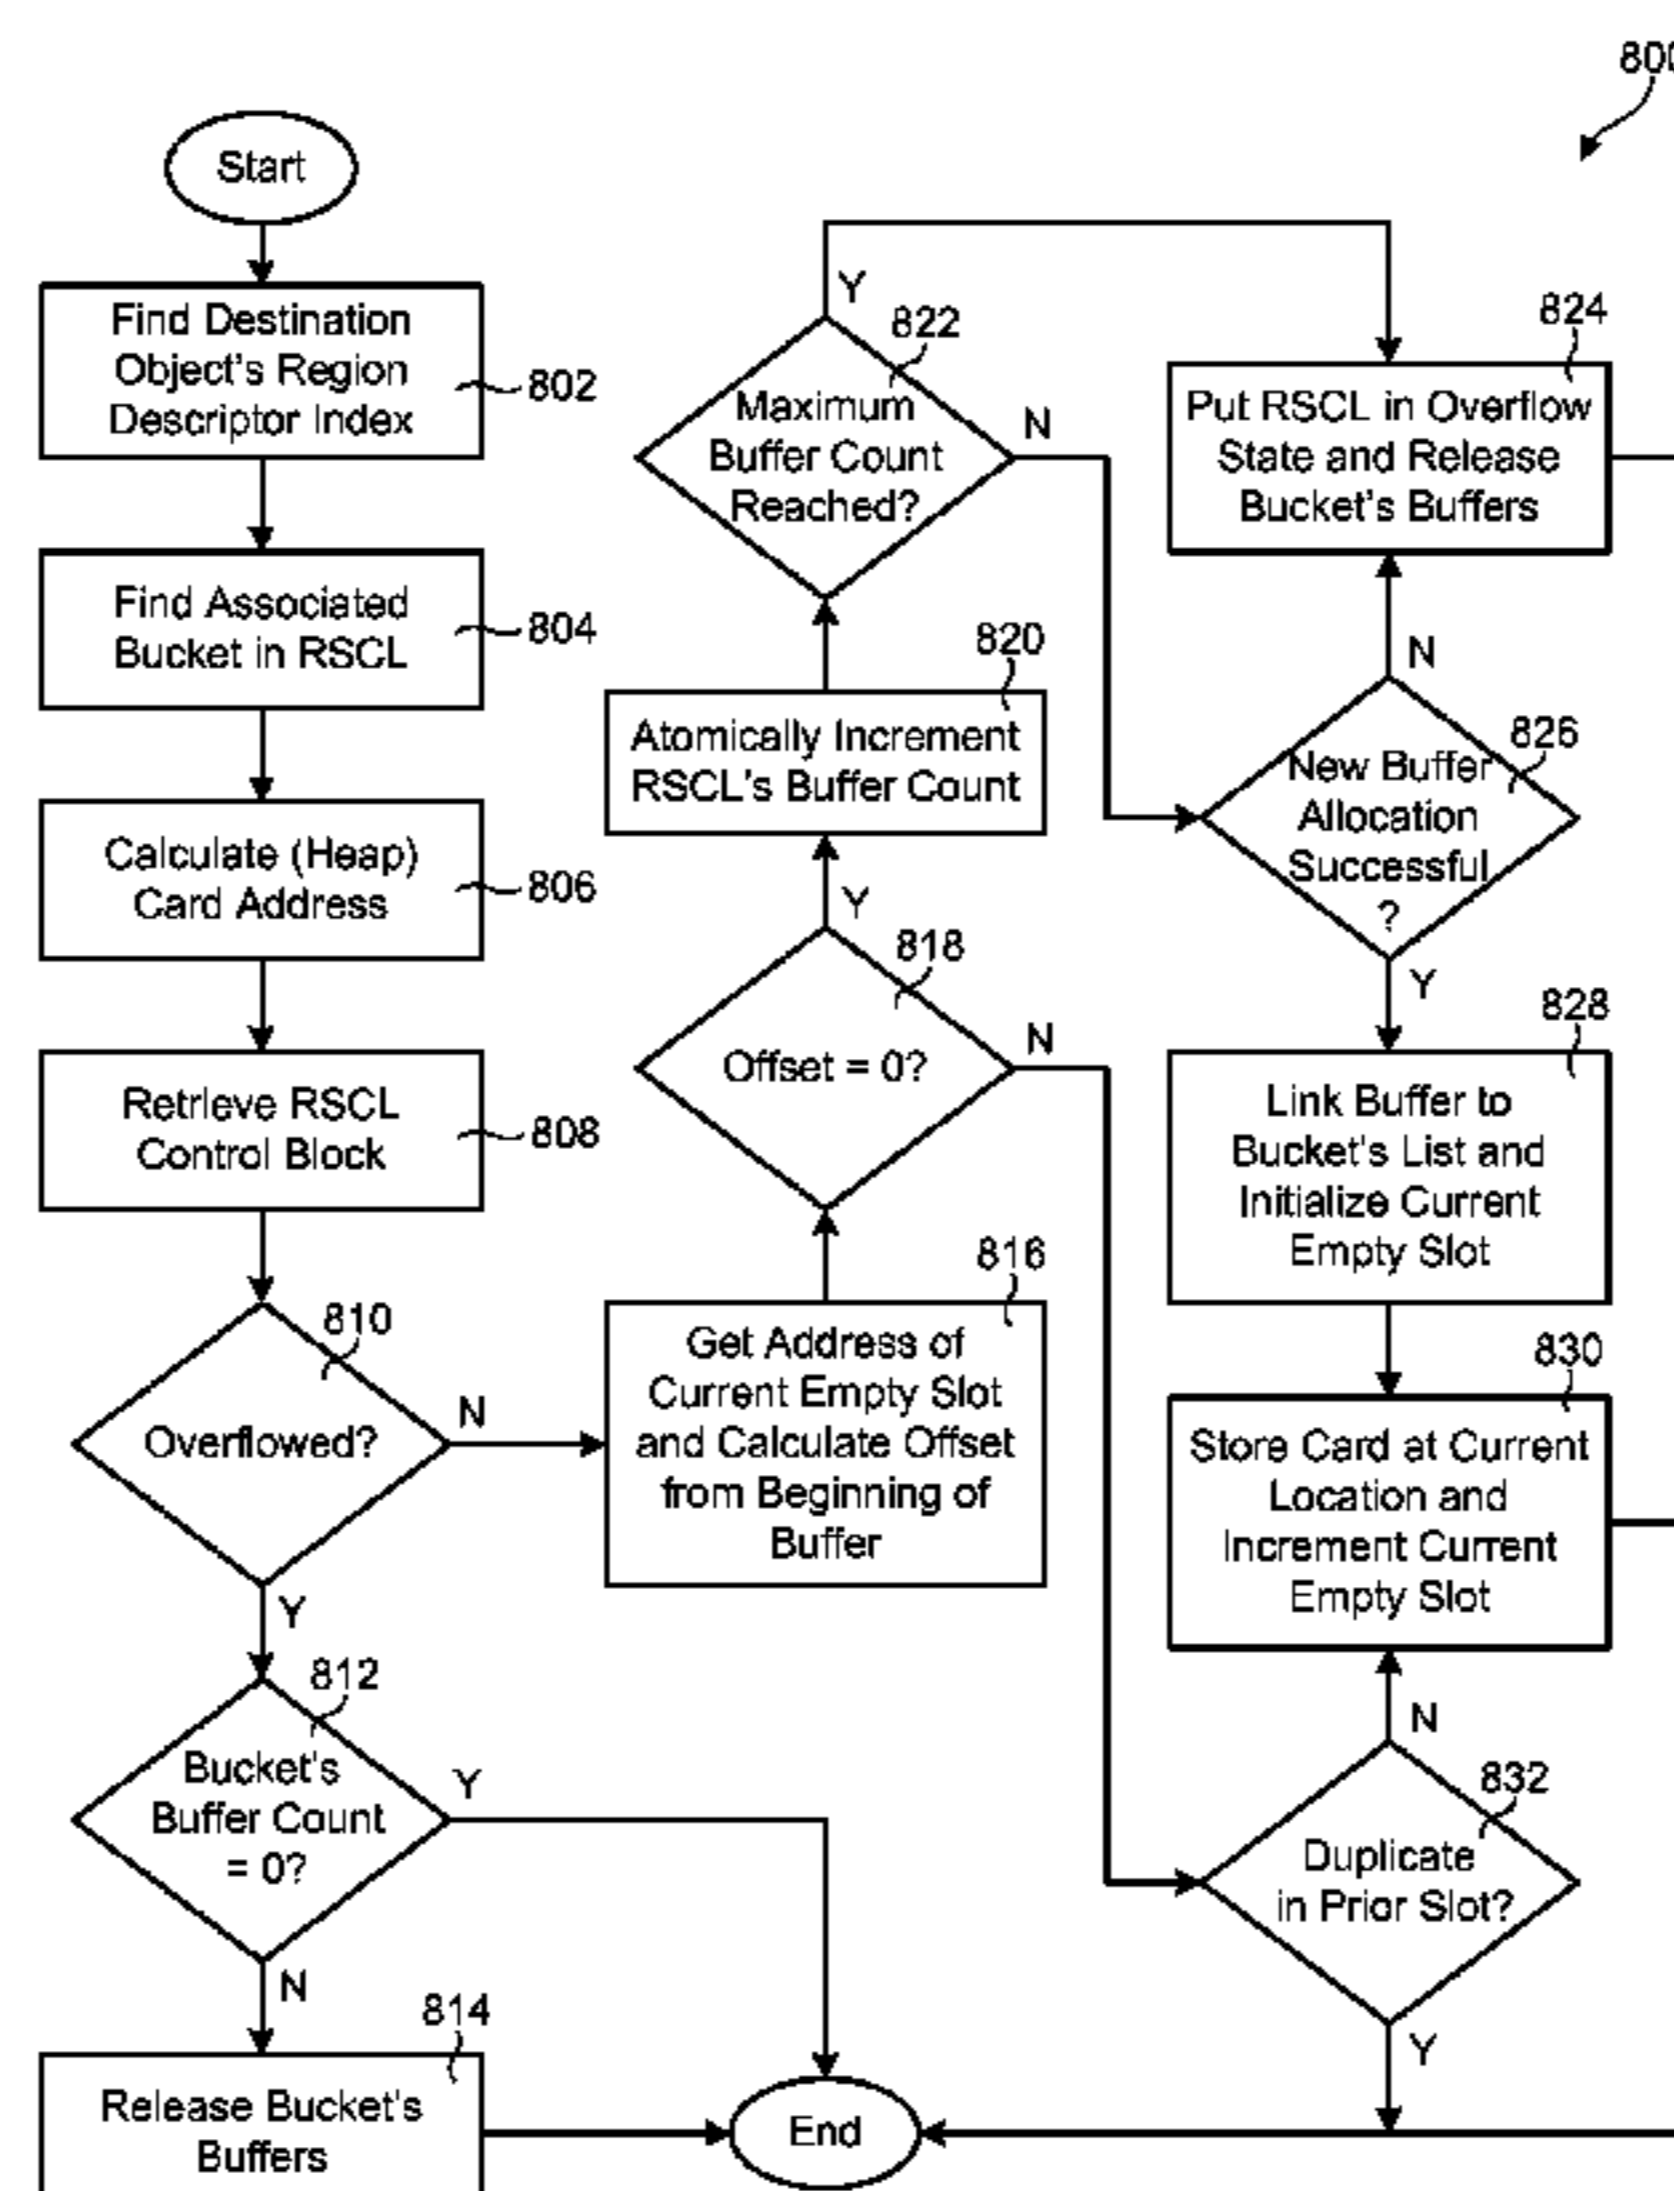 Start
Find Destination
Object's Region
Descriptor Index
802
Find Associated
Bucket in RSCL
804
Calculate (Heap)
Card Address
806
Retrieve RSCL
Control Block
808
810
Overflowed?
N
Y
812
Bucket's
Buffer Count
= 0?
Y
N
814
Release Bucket's
Buffers
End
816
Get Address of
Current Empty Slot
and Calculate Offset
from Beginning of
Buffer
818
Offset = 0?
Y
N
820
Atomically Increment
RSCL's Buffer Count
822
Maximum
Buffer Count
Reached?
Y
N
800
824
Put RSCL in Overflow
State and Release
Bucket's Buffers
N
826
New Buffer
Allocation
Successful
?
Y
828
Link Buffer to
Bucket's List and
Initialize Current
Empty Slot
830
Store Card at Current
Location and
Increment Current
Empty Slot
N
832
Duplicate
in Prior Slot?
Y